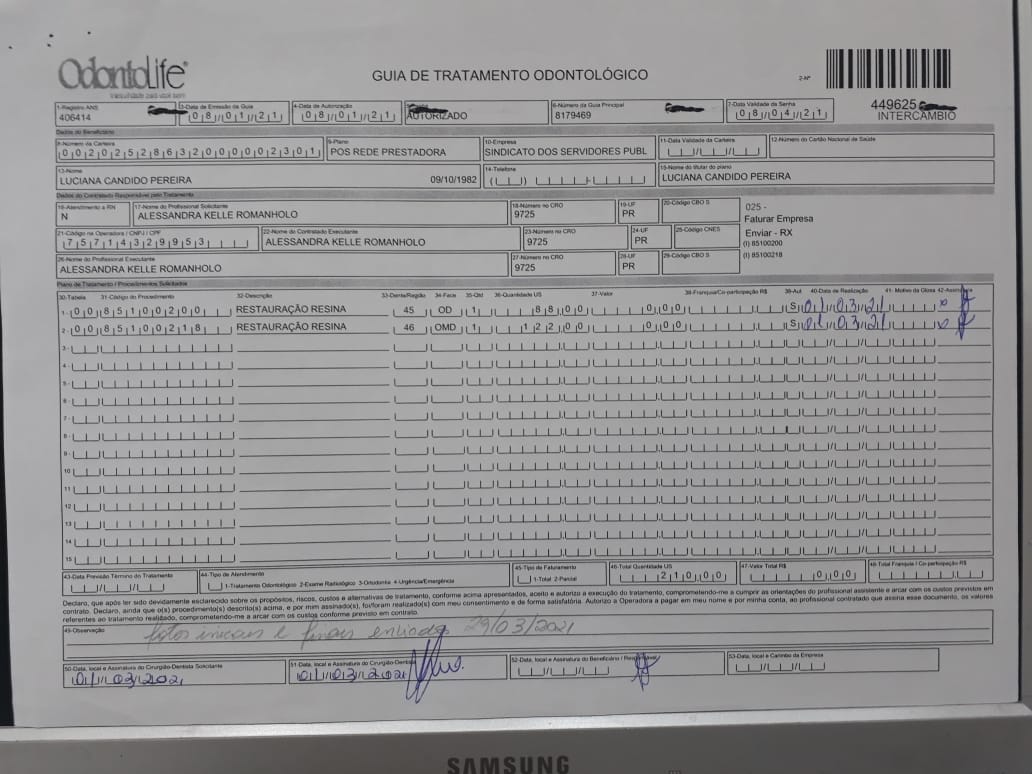 OdontoLife®
GUIA DE TRATAMENTO ODONTOLÓGICO
2-Nº
449625
INTERCÂMBIO
1-Registro ANS
406414
3-Data de Emissão da Guia
08/01/21
4-Data de Autorização
08/01/21
AUTORIZADO
6-Número da Guia Principal
8179469
7-Data Validade da Senha
08/04/21
Dados do Beneficiário
8-Número da Carteira
00202528632000002301
9-Plano
POS REDE PRESTADORA
10-Empresa
SINDICATO DOS SERVIDORES PUBL
11-Data Validade da Carteira
12-Número do Cartão Nacional de Saúde
13-Nome
LUCIANA CANDIDO PEREIRA 09/10/1982
14-Telefone
15-Nome do titular do plano
LUCIANA CANDIDO PEREIRA
Dados do Contratado Responsável pelo Tratamento
16-Atendimento a RN
N
17-Nome do Profissional Solicitante
ALESSANDRA KELLE ROMANHOLO
18-Número no CRO
9725
19-UF
PR
20-Código CBO S
025 -
Faturar Empresa
Enviar - RX
(I) 85100200
(I) 85100218
21-Código na Operadora / CNPJ / CPF
75714329953
22-Nome do Contratado Executante
ALESSANDRA KELLE ROMANHOLO
23-Número no CRO
9725
24-UF
PR
25-Código CNES
26-Nome do Profissional Executante
ALESSANDRA KELLE ROMANHOLO
27-Número no CRO
9725
28-UF
PR
29-Código CBO S
Plano de Tratamento / Procedimentos Solicitados
30-Tabela 31-Código do Procedimento 32-Descrição 33-Dente/Região 34-Face 35-Qtd 36-Quantidade US 37-Valor 38-Franquia/Co-participação R$ 39-Aut 40-Data de Realização 41- Motivo da Glosa 42-Assinatura
1- 00 85100200 RESTAURAÇÃO RESINA 45 OD 1 88,00 0,00 S 01/03/21 x
2- 00 85100218 RESTAURAÇÃO RESINA 46 OMD 1 122,00 0,00 S 01/03/21 x
3-
4-
5-
6-
7-
8-
9-
10
11
12
13
14
15
43-Data Previsão Término do Tratamento
44-Tipo de Atendimento
1-Tratamento Odontológico 2-Exame Radiológico 3-Ortodontia 4-Urgência/Emergência
45-Tipo de Faturamento
1-Total 2-Parcial
46-Total Quantidade US
210,00
47-Valor Total R$
0,00
48-Total Franquia / Co-participação R$
Declaro, que após ter sido devidamente esclarecido sobre os propósitos, riscos, custos e alternativas de tratamento, conforme acima apresentados, aceito e autorizo a execução do tratamento, comprometendo-me a cumprir as orientações do profissional assistente e arcar com os custos previstos em
contrato. Declaro, ainda que o(s) procedimento(s) descrito(s) acima, e por mim assinado(s), foi/foram realizado(s) com meu consentimento e de forma satisfatória. Autorizo a Operadora a pagar em meu nome e por minha conta, ao profissional contratado que assina esse documento, os valores
referentes ao tratamento realizado, comprometendo-me a arcar com os custos conforme previsto em contrato.
49-Observação
fotos iniciais e finais enviadas 29/03/2021
50-Data, local e Assinatura do Cirurgião-Dentista Solicitante
01/03/2021
51-Data, local e Assinatura do Cirurgião-Dentista
01/03/2021
52-Data, local e Assinatura do Beneficiário / Responsável
53-Data, local e Carimbo da Empresa
SAMSUNG